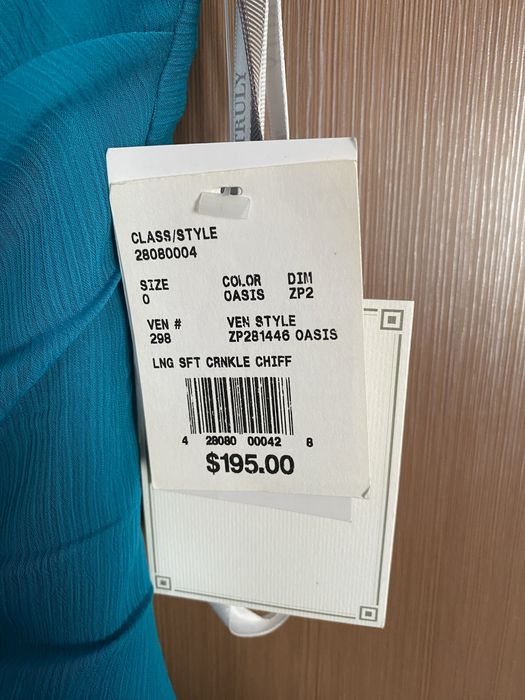 TRULY
CLASS/STYLE
28080004
SIZE COLOR DIM
0 OASIS ZP2
VEN # VEN STYLE
298 ZP281446 OASIS
LNG SFT CRNKLE CHIFF
4 28080 00042 8
$195.00